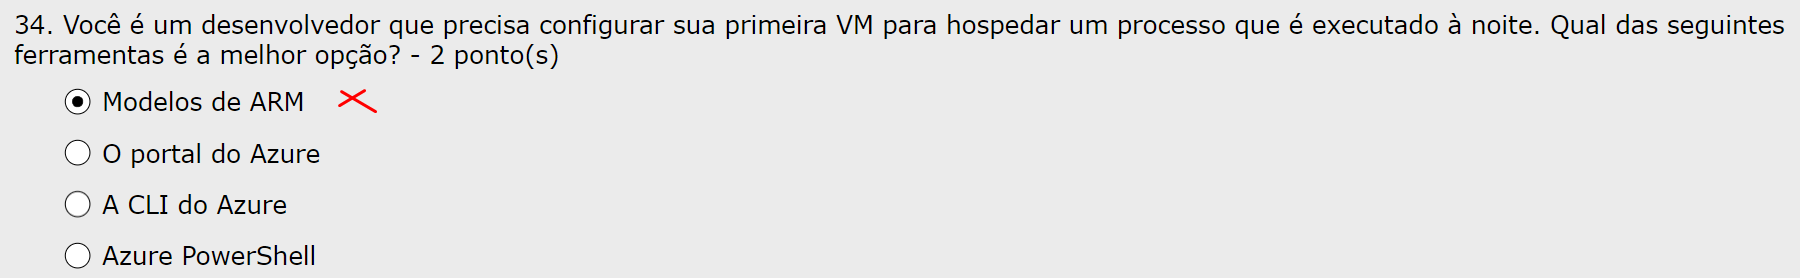 34. Você é um desenvolvedor que precisa configurar sua primeira VM para hospedar um processo que é executado à noite. Qual das seguintes
ferramentas é a melhor opção? - 2 ponto(s)
Modelos de ARM
O portal do Azure
A CLI do Azure
Azure PowerShell